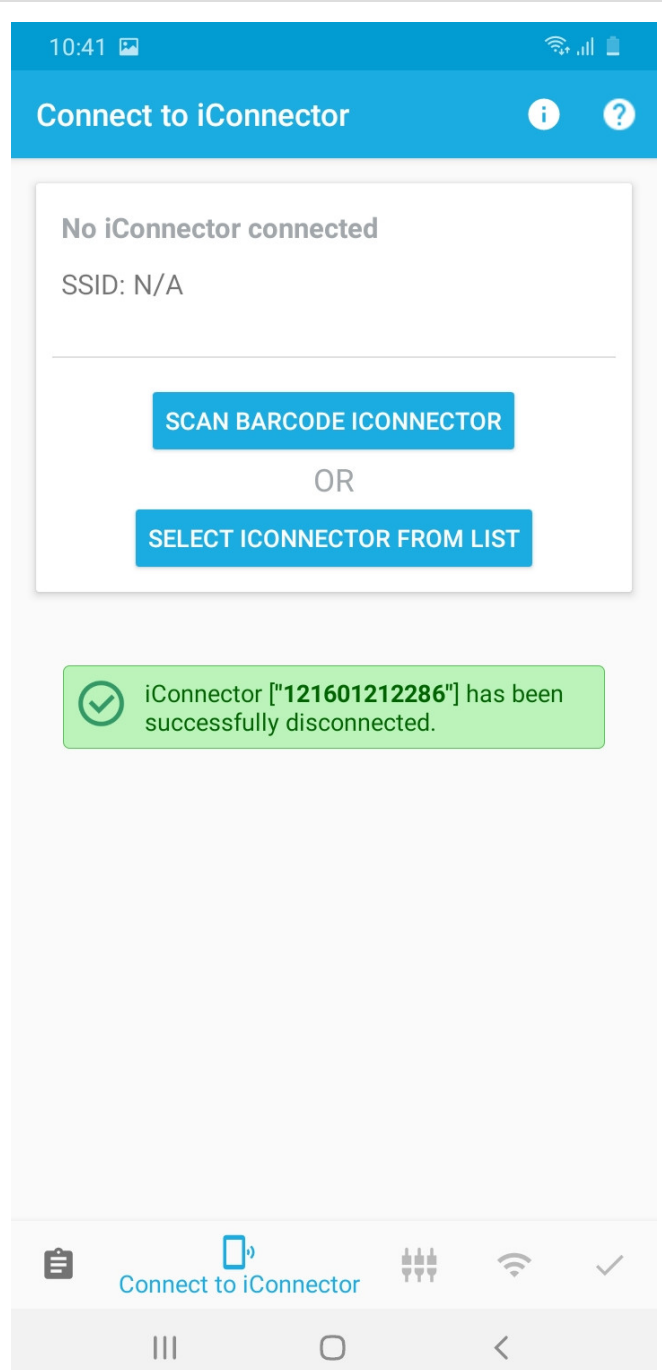 10:41
Connect to iConnector
No iConnector connected
SSID: N/A
SCAN BARCODE ICONNECTOR
OR
SELECT ICONNECTOR FROM LIST
iConnector ["121601212286"] has been
successfully disconnected.
Connect to iConnector